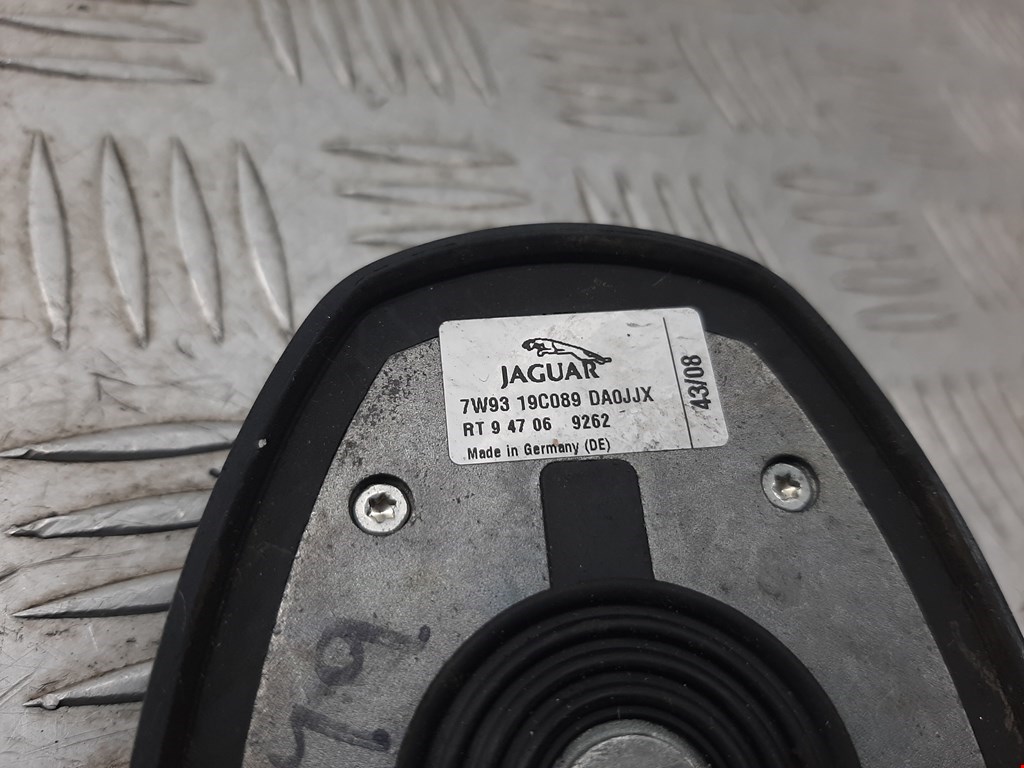 JAGUAR
7W93 19C089 DA0JJX
RT 9 47 06 9262
Made in Germany (DE)
43/08